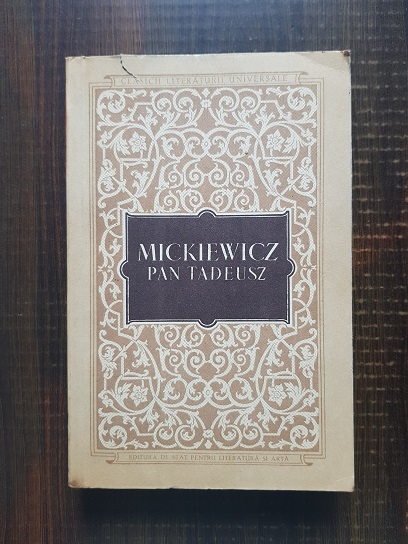 CLASICII LITERATURII UNIVERSALE
MICKIEWICZ
PAN TADEUSZ
EDITURA DE STAT PENTRU LITERATURĂ ȘI ARTĂ